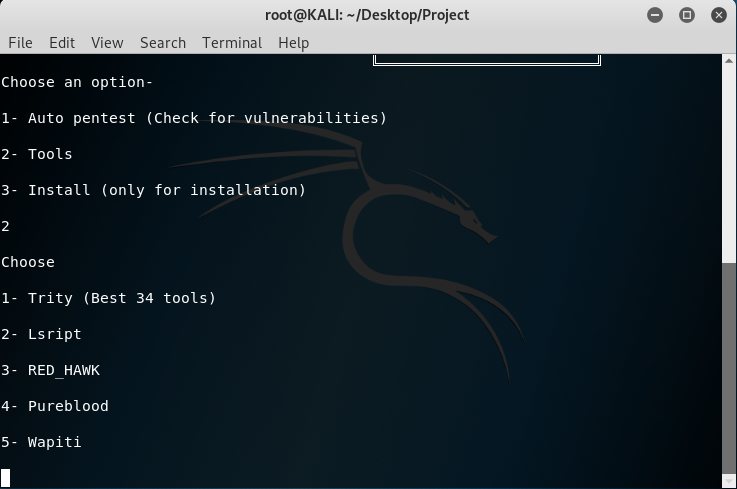 root@KALI: ~/Desktop/Project
File Edit View Search Terminal Help
Choose an option-
1- Auto pentest (Check for vulnerabilities)
2- Tools
3- Install (only for installation)
2
Choose
1- Trity (Best 34 tools)
2- Lsript
3- RED_HAWK
4- Pureblood
5- Wapiti